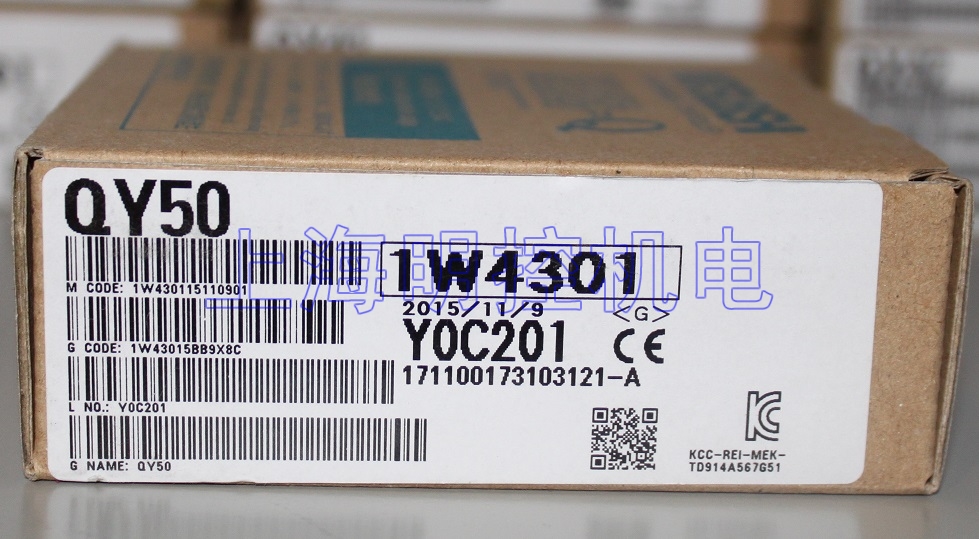 QY50
M CODE: 1W430115110901
上海明控机电
1W4301
2015/11/9 <G>
Y0C201 CE
171100173103121-A
G CODE: 1W43015BB9X8C
L NO.: Y0C201
G NAME: QY50
KCC-REI-MEK-
TD914A567G51